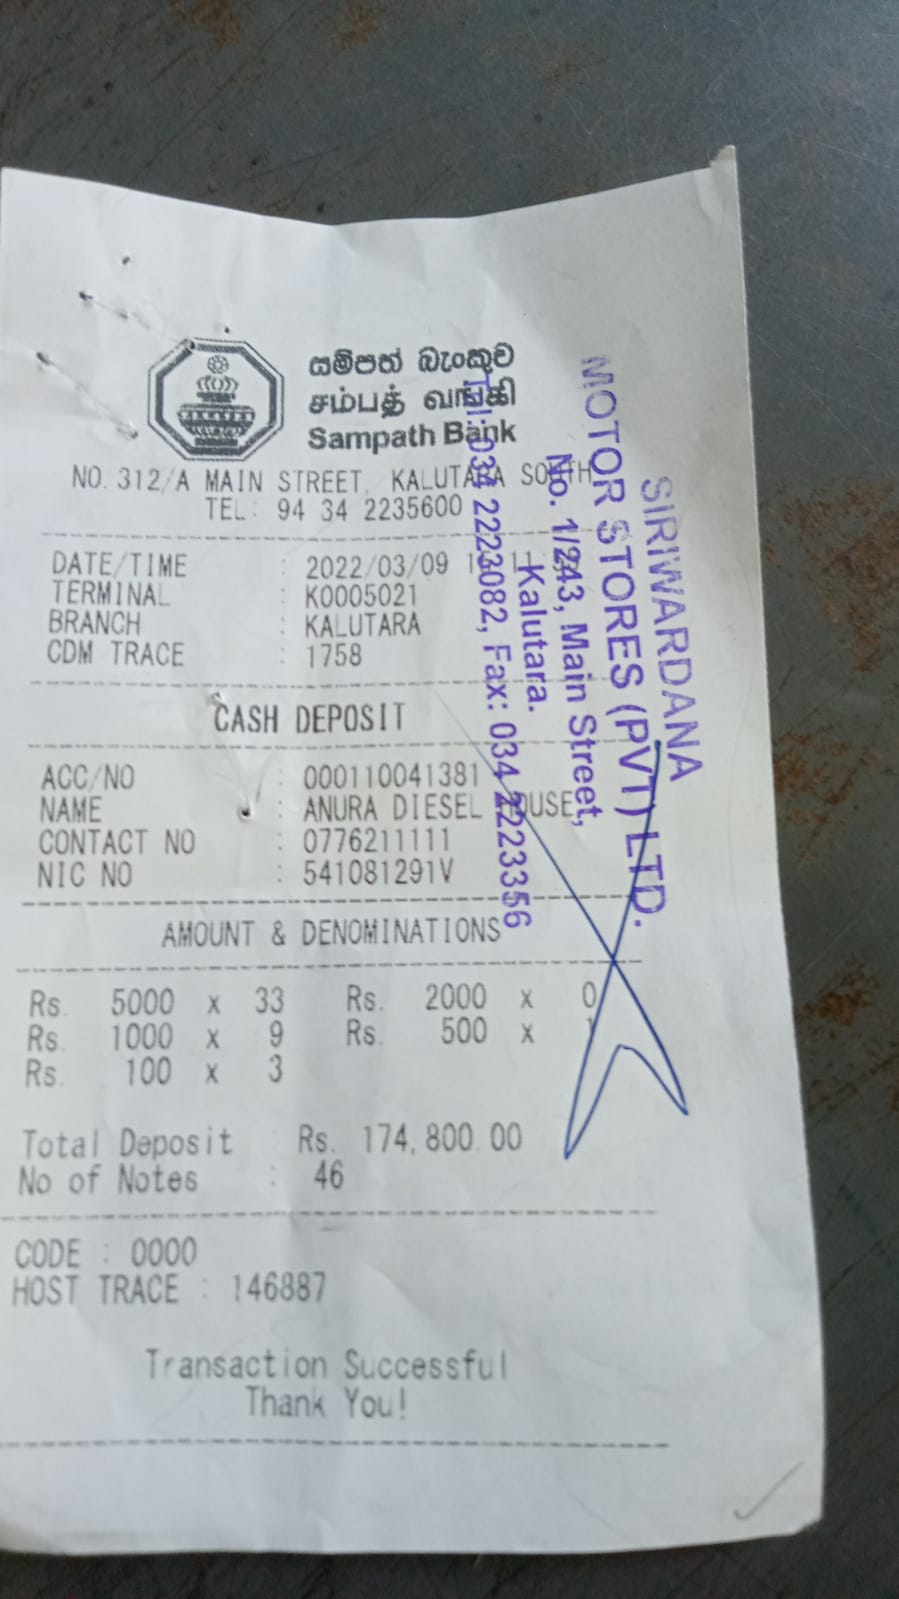 සම්පත් බැංකුව
சம்பத் வங்கி
Sampath Bank
NO. 312/A MAIN STREET, KALUTARA SOUTH
TEL: 94 34 2235600
DATE/TIME : 2022/03/09
TERMINAL : K0005021
BRANCH : KALUTARA
CDM TRACE : 1758
CASH DEPOSIT
ACC/NO : 000110041381
NAME : ANURA DIESEL HOUSE
CONTACT NO : 0776211111
NIC NO : 541081291V
AMOUNT & DENOMINATIONS
Rs. 5000 x 33 Rs. 2000 x 0
Rs. 1000 x 9 Rs. 500 x 1
Rs. 100 x 3
Total Deposit : Rs. 174,800.00
No of Notes : 46
CODE : 0000
HOST TRACE : 146887
Transaction Successful
Thank You!
SIRIWARDANA
MOTOR STORES (PVT) LTD.
No. 1/243, Main Street,
Kalutara.
Tel: 034 2223082, Fax: 034 2223356